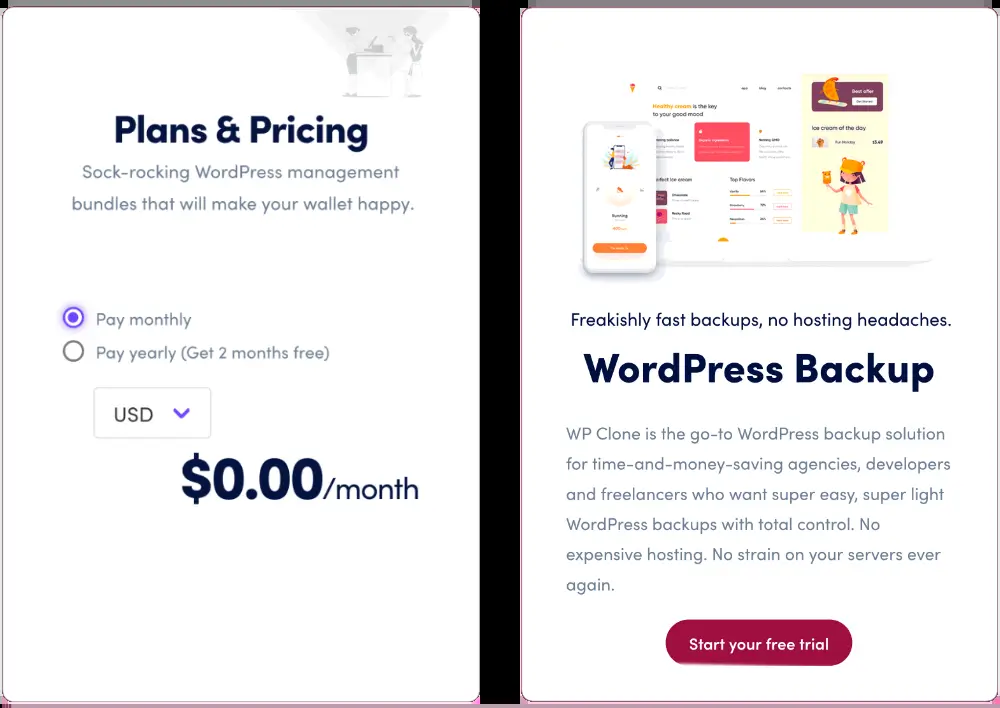 Plans & Pricing
Sock-rocking WordPress management
bundles that will make your wallet happy.
Pay monthly
Pay yearly (Get 2 months free)
USD
$0.00/month
Healthy cream is the key
to your good mood
Best offer
Ice cream of the day
$3.49
Top Flavors
Running
Freakishly fast backups, no hosting headaches.
WordPress Backup
WP Clone is the go-to WordPress backup solution
for time-and-money-saving agencies, developers
and freelancers who want super easy, super light
WordPress backups with total control. No
expensive hosting. No strain on your servers ever
again.
Start your free trial